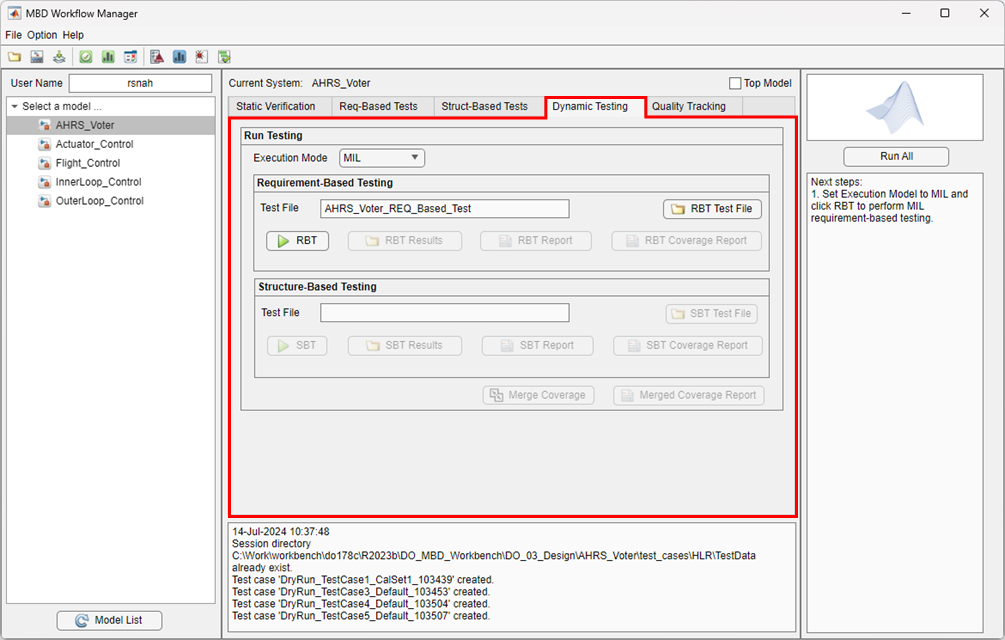 MBD Workflow Manager
File Option Help
User Name rsnah
Select a model ...
AHRS_Voter
Actuator_Control
Flight_Control
InnerLoop_Control
OuterLoop_Control
Model List
Current System: AHRS_Voter Top Model
Static Verification Req-Based Tests Struct-Based Tests Dynamic Testing Quality Tracking
Run Testing
Execution Mode MIL
Requirement-Based Testing
Test File AHRS_Voter_REQ_Based_Test RBT Test File
RBT RBT Results RBT Report RBT Coverage Report
Structure-Based Testing
Test File SBT Test File
SBT SBT Results SBT Report SBT Coverage Report
Merge Coverage Merged Coverage Report
14-Jul-2024 10:37:48
Session directory
C:\Work\workbench\do178c\R2023b\DO_MBD_Workbench\DO_03_Design\AHRS_Voter\test_cases\HLR\TestData
already exist.
Test case 'DryRun_TestCase1_CalSet1_103439' created.
Test case 'DryRun_TestCase3_Default_103453' created.
Test case 'DryRun_TestCase4_Default_103504' created.
Test case 'DryRun_TestCase5_Default_103507' created.
Run All
Next steps:
1. Set Execution Model to MIL and
click RBT to perform MIL
requirement-based testing.